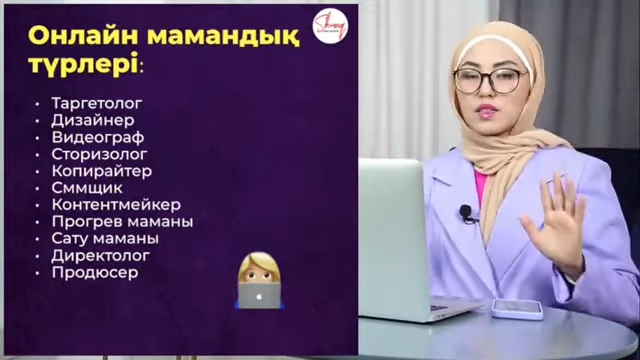 Онлайн мамандық
түрлері:
• Таргетолог
• Дизайнер
• Видеограф
• Сторизолог
• Копирайтер
• Сммщик
• Контентмейкер
• Прогрев маманы
• Сату маманы
• Директолог
• Продюсер